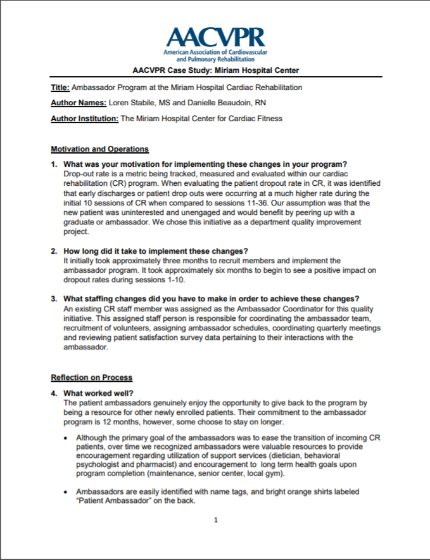 AACVPR
American Association of Cardiovascular
and Pulmonary Rehabilitation
AACVPR Case Study: Miriam Hospital Center
Title: Ambassador Program at the Miriam Hospital Cardiac Rehabilitation
Author Names: Loren Stabile, MS and Danielle Beaudoin, RN
Author Institution: The Miriam Hospital Center for Cardiac Fitness
Motivation and Operations
1. What was your motivation for implementing these changes in your program?
Drop-out rate is a metric being tracked, measured and evaluated within our cardiac
rehabilitation (CR) program. When evaluating the patient dropout rate in CR, it was identified
that early discharges or patient drop outs were occurring at a much higher rate during the
initial 10 sessions of CR when compared to sessions 11-36. Our assumption was that the
new patient was uninterested and unengaged and would benefit by peering up with a
graduate or ambassador. We chose this initiative as a department quality improvement
project.
2. How long did it take to implement these changes?
It initially took approximately three months to recruit members and implement the
ambassador program. It took approximately six months to begin to see a positive impact on
dropout rates during sessions 1-10.
3. What staffing changes did you have to make in order to achieve these changes?
An existing CR staff member was assigned as the Ambassador Coordinator for this quality
initiative. This assigned staff person is responsible for coordinating the ambassador team,
recruitment of volunteers, assigning ambassador schedules, coordinating quarterly meetings
and reviewing patient satisfaction survey data pertaining to their interactions with the
ambassador.
Reflection on Process
4. What worked well?
The patient ambassadors genuinely enjoy the opportunity to give back to the program by
being a resource for other newly enrolled patients. Their commitment to the ambassador
program is 12 months, however, some choose to stay on longer.
• Although the primary goal of the ambassadors was to ease the transition of incoming CR
patients, over time we recognized ambassadors were valuable resources to provide
encouragement regarding utilization of support services (dietician, behavioral
psychologist and pharmacist) and encouragement to long term health goals upon
program completion (maintenance, senior center, local gym).
• Ambassadors are easily identified with name tags, and bright orange shirts labeled
“Patient Ambassador” on the back.
1